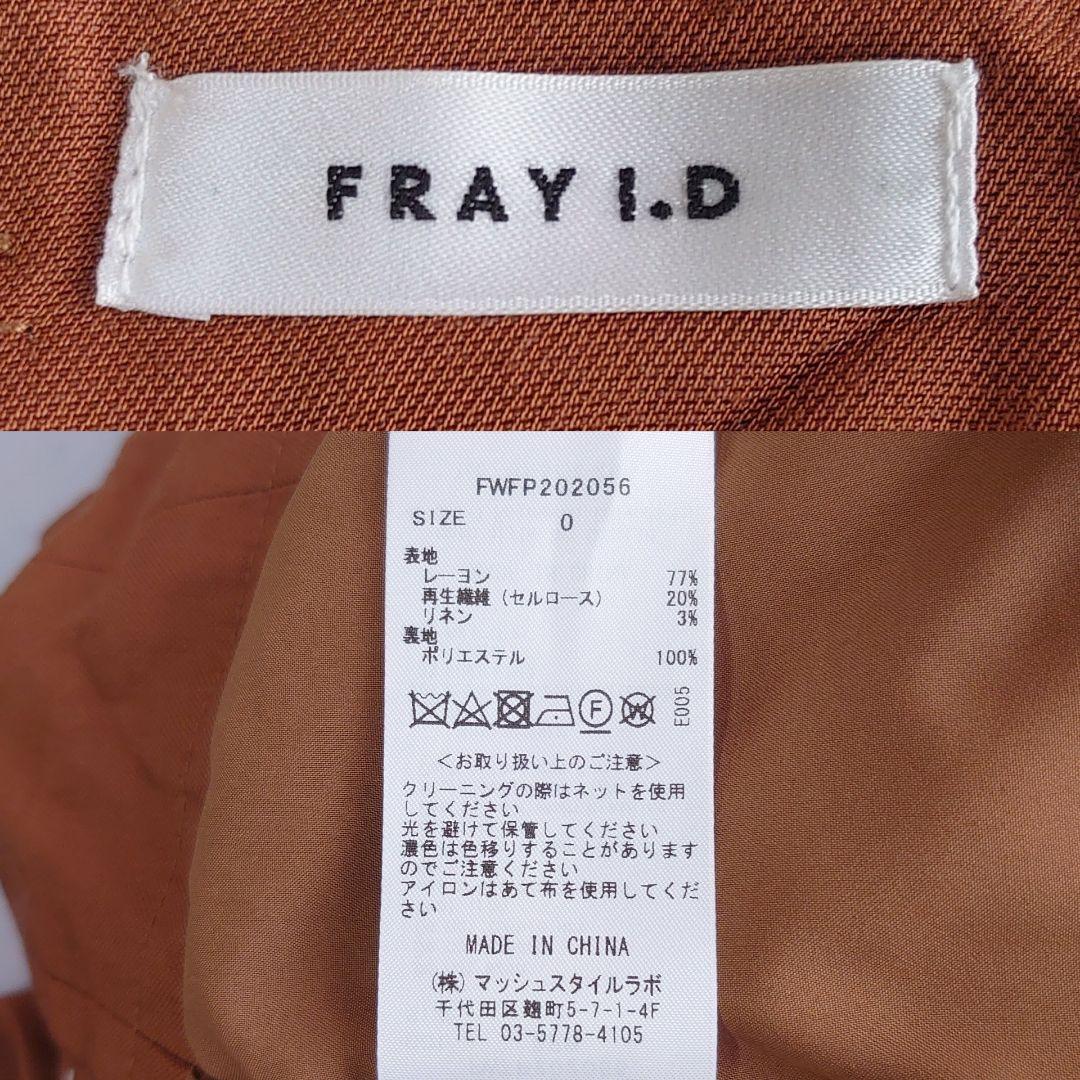 FRAY I.D
FWFP202056
SIZE 0
表地
レーヨン 77%
再生繊維(セルロース) 20%
リネン 3%
裏地
ポリエステル 100%
F W E005
<お取り扱い上のご注意>
クリーニングの際はネットを使用
してください
光を避けて保管してください
濃色は色移りすることがあります
のでご注意ください
アイロンはあて布を使用してくだ
さい
MADE IN CHINA
(株)マッシュスタイルラボ
千代田区麹町5-7-1-4F
TEL 03-5778-4105